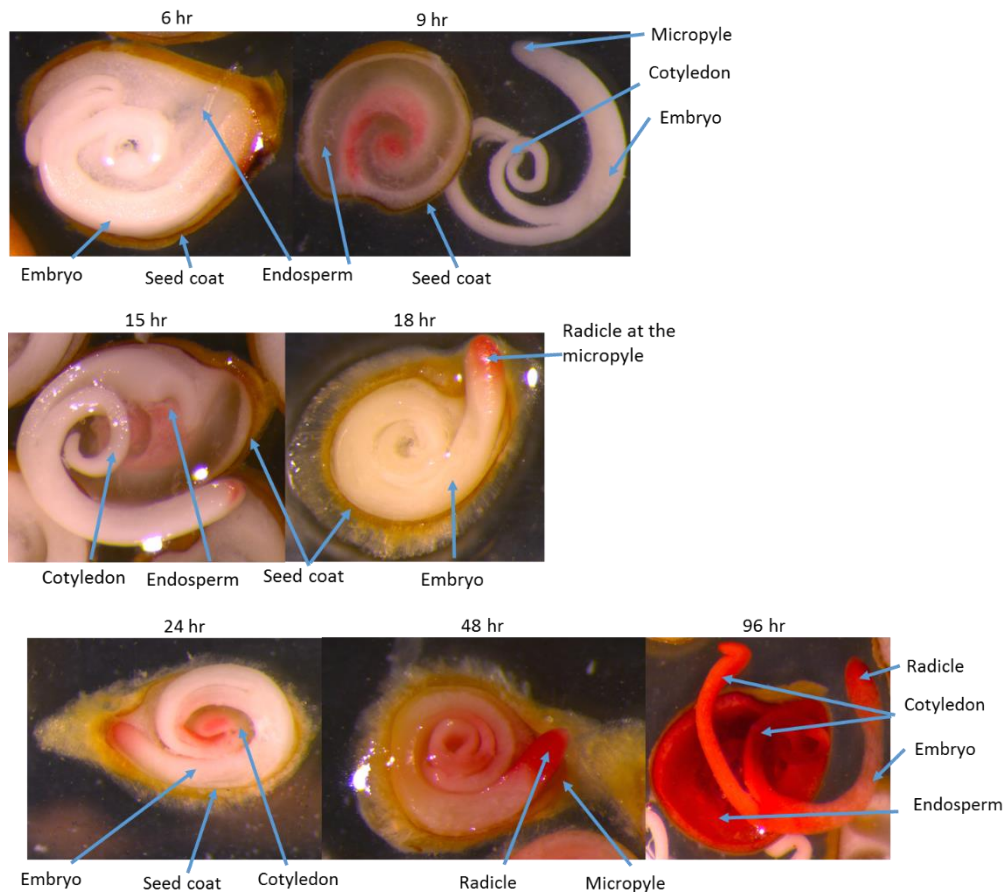 6 hr
9 hr
Micropyle
Cotyledon
Embryo
Embryo
Seed coat
Endosperm
Seed coat
15 hr
18 hr
Radicle at the
micropyle
Cotyledon
Endosperm
Seed coat
Embryo
24 hr
48 hr
96 hr
Radicle
Cotyledon
Embryo
Endosperm
Embryo
Seed coat
Cotyledon
Radicle
Micropyle